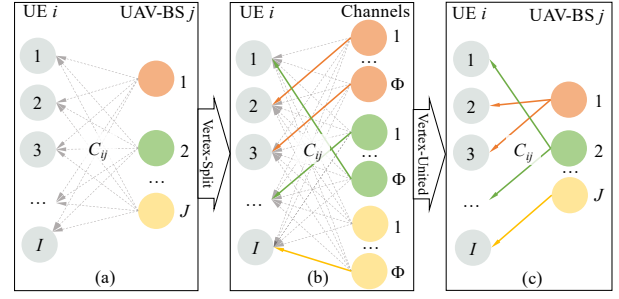 UE i
UAV-BS j
1
2
3
...
I
1
2
...
J
C_ij
(a)
Vertex-Split
UE i
Channels
1
2
3
...
I
1
...
Φ
1
...
Φ
1
...
Φ
C_ij
(b)
Vertex-United
UE i
UAV-BS j
1
2
3
...
I
1
2
...
J
C_ij
(c)